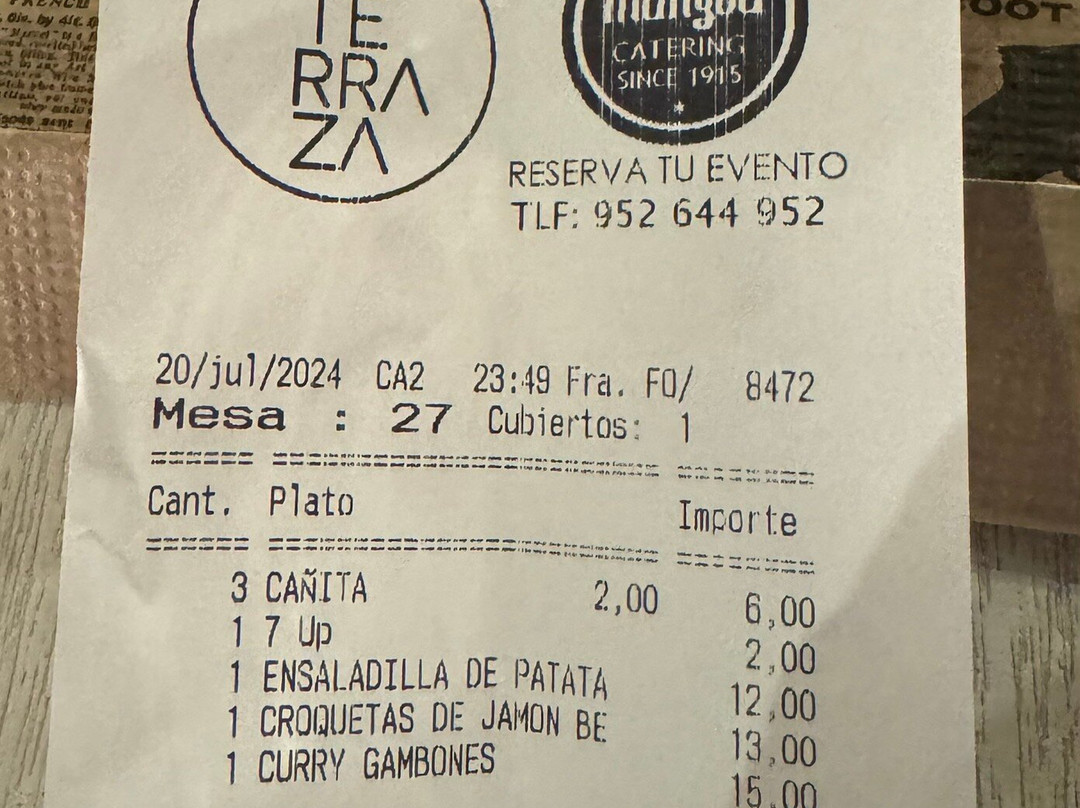 TE
RRA
ZA
CATERING
SINCE 1915
RESERVA TU EVENTO
TLF: 952 644 952
20/jul/2024 CA2 23:49 Fra. FO/ 8472
Mesa : 27 Cubiertos: 1
Cant. Plato Importe
3 CAÑITA 2,00 6,00
1 7 Up 2,00
1 ENSALADILLA DE PATATA 12,00
1 CROQUETAS DE JAMON BE 13,00
1 CURRY GAMBONES 15,00